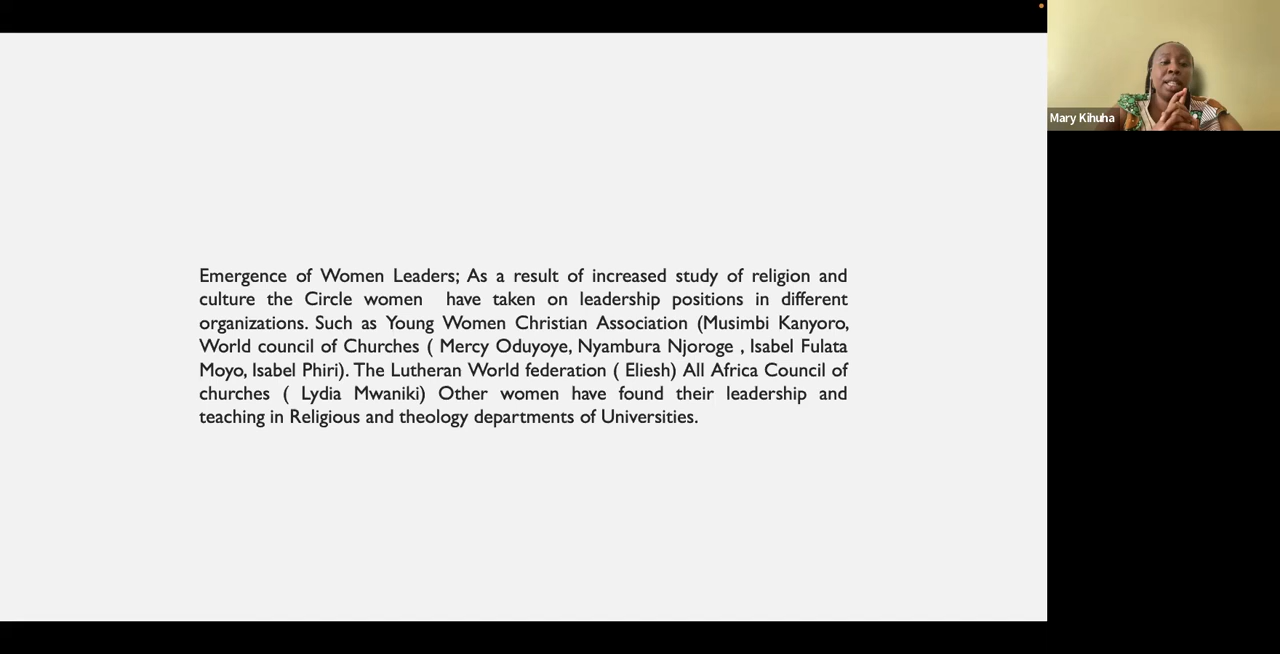 Emergence of Women Leaders; As a result of increased study of religion and
culture the Circle women have taken on leadership positions in different
organizations. Such as Young Women Christian Association (Musimbi Kanyoro,
World council of Churches ( Mercy Oduyoye, Nyambura Njoroge , Isabel Fulata
Moyo, Isabel Phiri). The Lutheran World federation ( Eliesh) All Africa Council of
churches ( Lydia Mwaniki) Other women have found their leadership and
teaching in Religious and theology departments of Universities.
Mary Kihuha